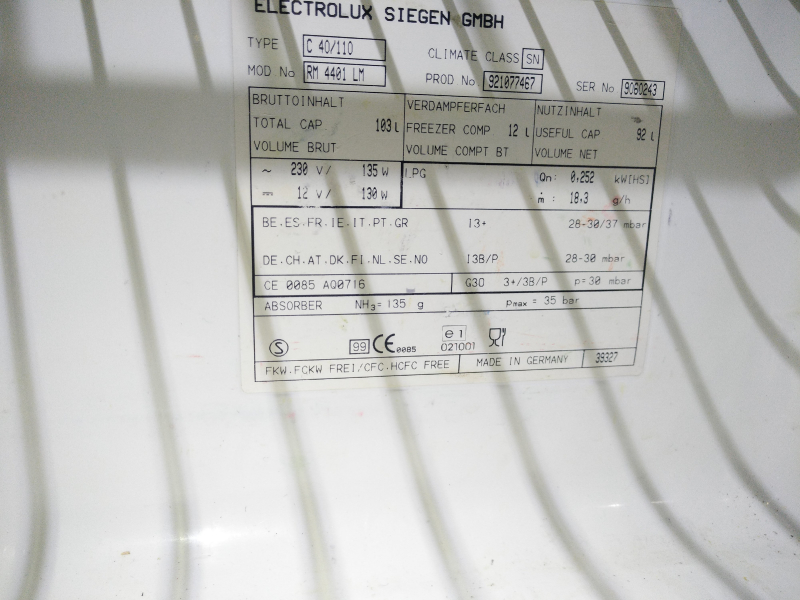 ELECTROLUX SIEGEN GMBH
TYPE C 40/110 CLIMATE CLASS SN
MOD. No RM 4401 LM PROD No. 921077467 SER No 9060243
BRUTTOINHALT VERDAMPFERFACH NUTZINHALT
TOTAL CAP 103 l FREEZER COMP 12 l USEFUL CAP 92 l
VOLUME BRUT VOLUME COMPT BT VOLUME NET
~ 230 V/ 135 W LPG Qn: 0,252 kW[HS]
⎓ 12 V/ 130 W ṁ : 18,3 g/h
BE.ES.FR.IE.IT.PT.GR I3+ 28-30/37 mbar
DE.CH.AT.DK.FI.NL.SE.NO I3B/P 28-30 mbar
CE 0085 AQ0716 G30 3+/3B/P p=30 mbar
ABSORBER NH₃= 135 g Pmax = 35 bar
S 99 CE 0085 e1 021001
FKW.FCKW FREI/CFC.HCFC FREE MADE IN GERMANY 39327